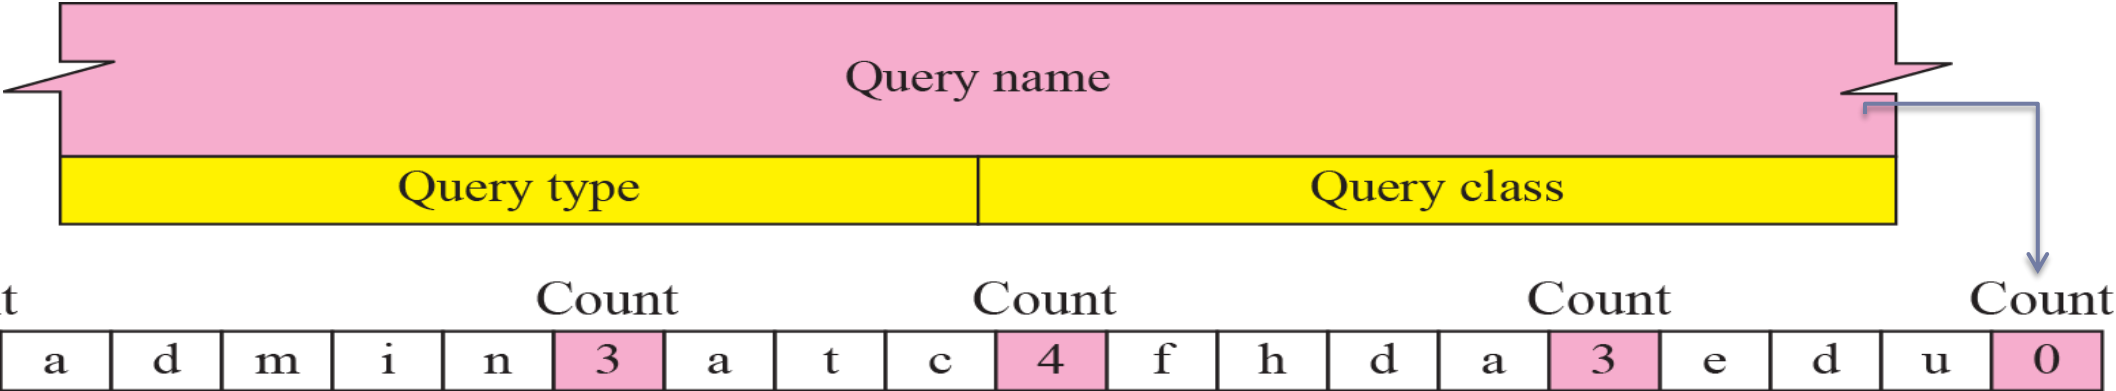 Query name
Query type Query class
t Count Count Count Count
a d m i n 3 a t c 4 f h d a 3 e d u 0